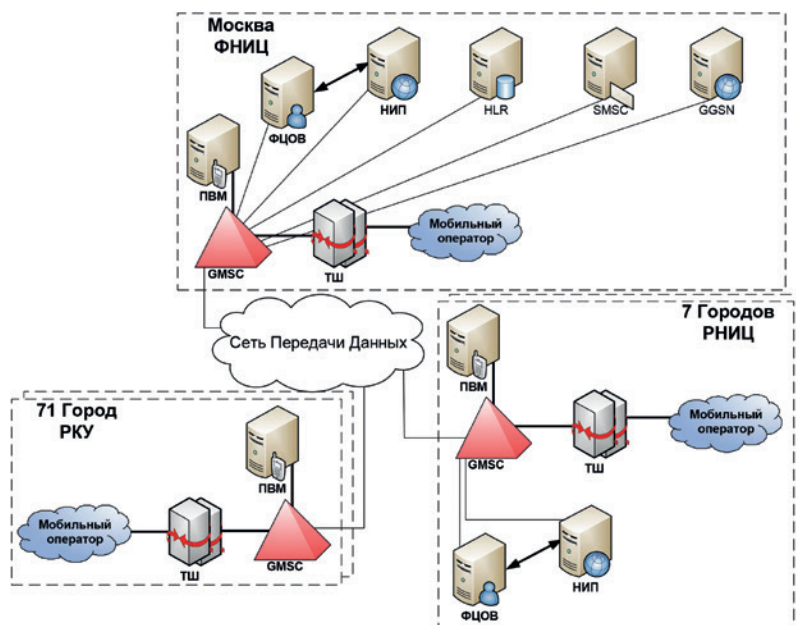 Москва
ФНИЦ
ФЦОВ
НИП
HLR
SMSC
GGSN
ПВМ
GMSC
ТШ
Мобильный
оператор
Сеть Передачи Данных
7 Городов
РНИЦ
ПВМ
GMSC
ТШ
Мобильный
оператор
ФЦОВ
НИП
71 Город
РКУ
ПВМ
Мобильный
оператор
ТШ
GMSC